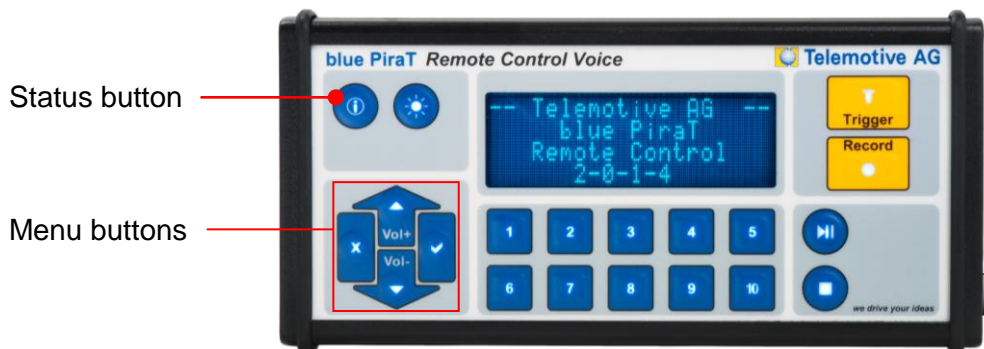 blue PiraT Remote Control Voice
Telemotive AG
Status button
-- Telemotive AG --
blue PiraT
Remote Control
2-0-1-4
T
Trigger
Record
Menu buttons
Vol+
X
Vol-
1 2 3 4 5
6 7 8 9 10
we drive your ideas